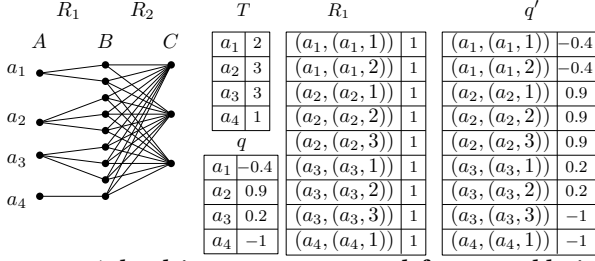 R₁ R₂
A B C
a₁
a₂
a₃
a₄
T
a₁ 2
a₂ 3
a₃ 3
a₄ 1
q
a₁ −0.4
a₂ 0.9
a₃ 0.2
a₄ −1
R₁
(a₁, (a₁, 1)) 1
(a₁, (a₁, 2)) 1
(a₂, (a₂, 1)) 1
(a₂, (a₂, 2)) 1
(a₂, (a₂, 3)) 1
(a₃, (a₃, 1)) 1
(a₃, (a₃, 2)) 1
(a₃, (a₃, 3)) 1
(a₄, (a₄, 1)) 1
q′
(a₁, (a₁, 1)) −0.4
(a₁, (a₁, 2)) −0.4
(a₂, (a₂, 1)) 0.9
(a₂, (a₂, 2)) 0.9
(a₂, (a₂, 3)) 0.9
(a₃, (a₃, 1)) 0.2
(a₃, (a₃, 2)) 0.2
(a₃, (a₃, 3)) −1
(a₄, (a₄, 1)) −1